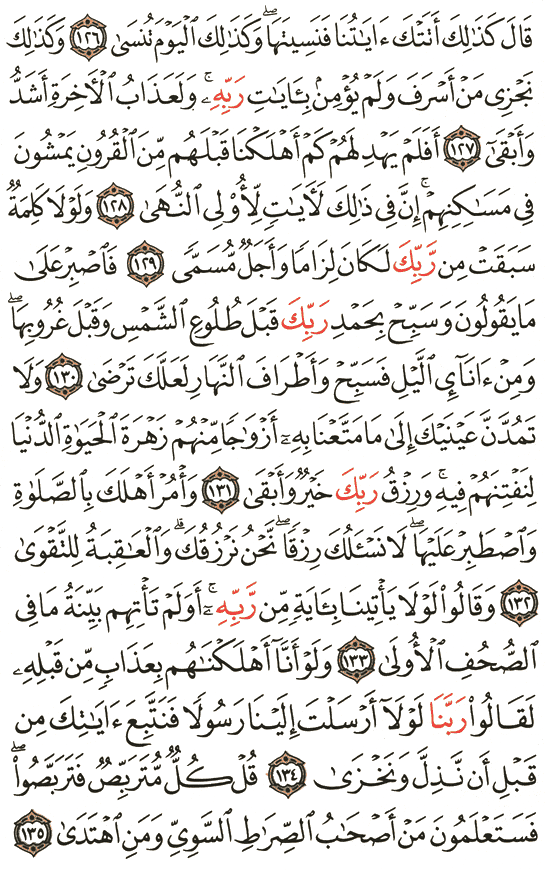 قَالَ كَذَٰلِكَ أَتَتۡكَ ءَايَٰتُنَا فَنَسِيتَهَاۖ وَكَذَٰلِكَ ٱلۡيَوۡمَ تُنسَىٰ ١٢٦ وَكَذَٰلِكَ
نَجۡزِي مَنۡ أَسۡرَفَ وَلَمۡ يُؤۡمِنۢ بِـَٔايَٰتِ رَبِّهِۦۚ وَلَعَذَابُ ٱلۡأٓخِرَةِ أَشَدُّ
وَأَبۡقَىٰٓ ١٢٧ أَفَلَمۡ يَهۡدِ لَهُمۡ كَمۡ أَهۡلَكۡنَا قَبۡلَهُم مِّنَ ٱلۡقُرُونِ يَمۡشُونَ
فِي مَسَٰكِنِهِمۡۚ إِنَّ فِي ذَٰلِكَ لَأٓيَٰتٖ لِّأُوْلِي ٱلنُّهَىٰ ١٢٨ وَلَوۡلَا كَلِمَةٞ
سَبَقَتۡ مِن رَّبِّكَ لَكَانَ لِزَامٗا وَأَجَلٞ مُّسَمّٗى ١٢٩ فَٱصۡبِرۡ عَلَىٰ
مَا يَقُولُونَ وَسَبِّحۡ بِحَمۡدِ رَبِّكَ قَبۡلَ طُلُوعِ ٱلشَّمۡسِ وَقَبۡلَ غُرُوبِهَاۖ
وَمِنۡ ءَانَآيِٕ ٱلَّيۡلِ فَسَبِّحۡ وَأَطۡرَافَ ٱلنَّهَارِ لَعَلَّكَ تَرۡضَىٰ ١٣٠ وَلَا
تَمُدَّنَّ عَيۡنَيۡكَ إِلَىٰ مَا مَتَّعۡنَا بِهِۦٓ أَزۡوَٰجٗا مِّنۡهُمۡ زَهۡرَةَ ٱلۡحَيَوٰةِ ٱلدُّنۡيَا
لِنَفۡتِنَهُمۡ فِيهِۚ وَرِزۡقُ رَبِّكَ خَيۡرٞ وَأَبۡقَىٰ ١٣١ وَأۡمُرۡ أَهۡلَكَ بِٱلصَّلَوٰةِ
وَٱصۡطَبِرۡ عَلَيۡهَاۖ لَا نَسۡـَٔلُكَ رِزۡقٗاۖ نَّحۡنُ نَرۡزُقُكَۗ وَٱلۡعَٰقِبَةُ لِلتَّقۡوَىٰ
١٣٢ وَقَالُواْ لَوۡلَا يَأۡتِينَا بِـَٔايَةٖ مِّن رَّبِّهِۦٓۚ أَوَلَمۡ تَأۡتِهِم بَيِّنَةُ مَا فِي
ٱلصُّحُفِ ٱلۡأُولَىٰ ١٣٣ وَلَوۡ أَنَّآ أَهۡلَكۡنَٰهُم بِعَذَابٖ مِّن قَبۡلِهِۦ
لَقَالُواْ رَبَّنَا لَوۡلَآ أَرۡسَلۡتَ إِلَيۡنَا رَسُولٗا فَنَتَّبِعَ ءَايَٰتِكَ مِن
قَبۡلِ أَن نَّذِلَّ وَنَخۡزَىٰ ١٣٤ قُلۡ كُلّٞ مُّتَرَبِّصٞ فَتَرَبَّصُواْۖ
فَسَتَعۡلَمُونَ مَنۡ أَصۡحَٰبُ ٱلصِّرَٰطِ ٱلسَّوِيِّ وَمَنِ ٱهۡتَدَىٰ ١٣٥